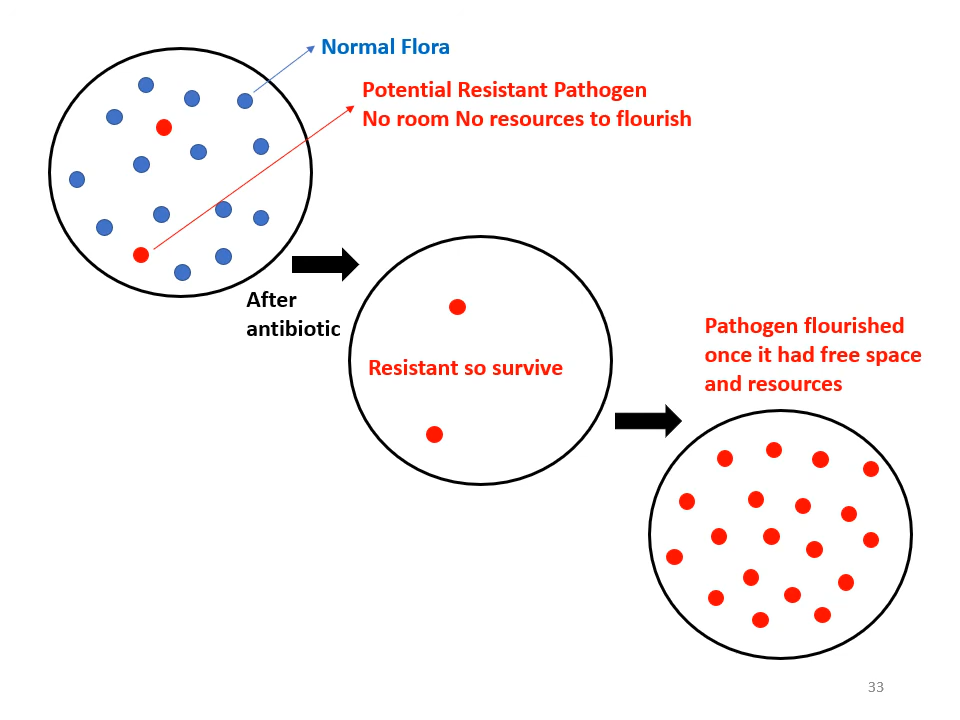 Normal Flora
Potential Resistant Pathogen
No room No resources to flourish
After
antibiotic
Resistant so survive
Pathogen flourished
once it had free space
and resources
33